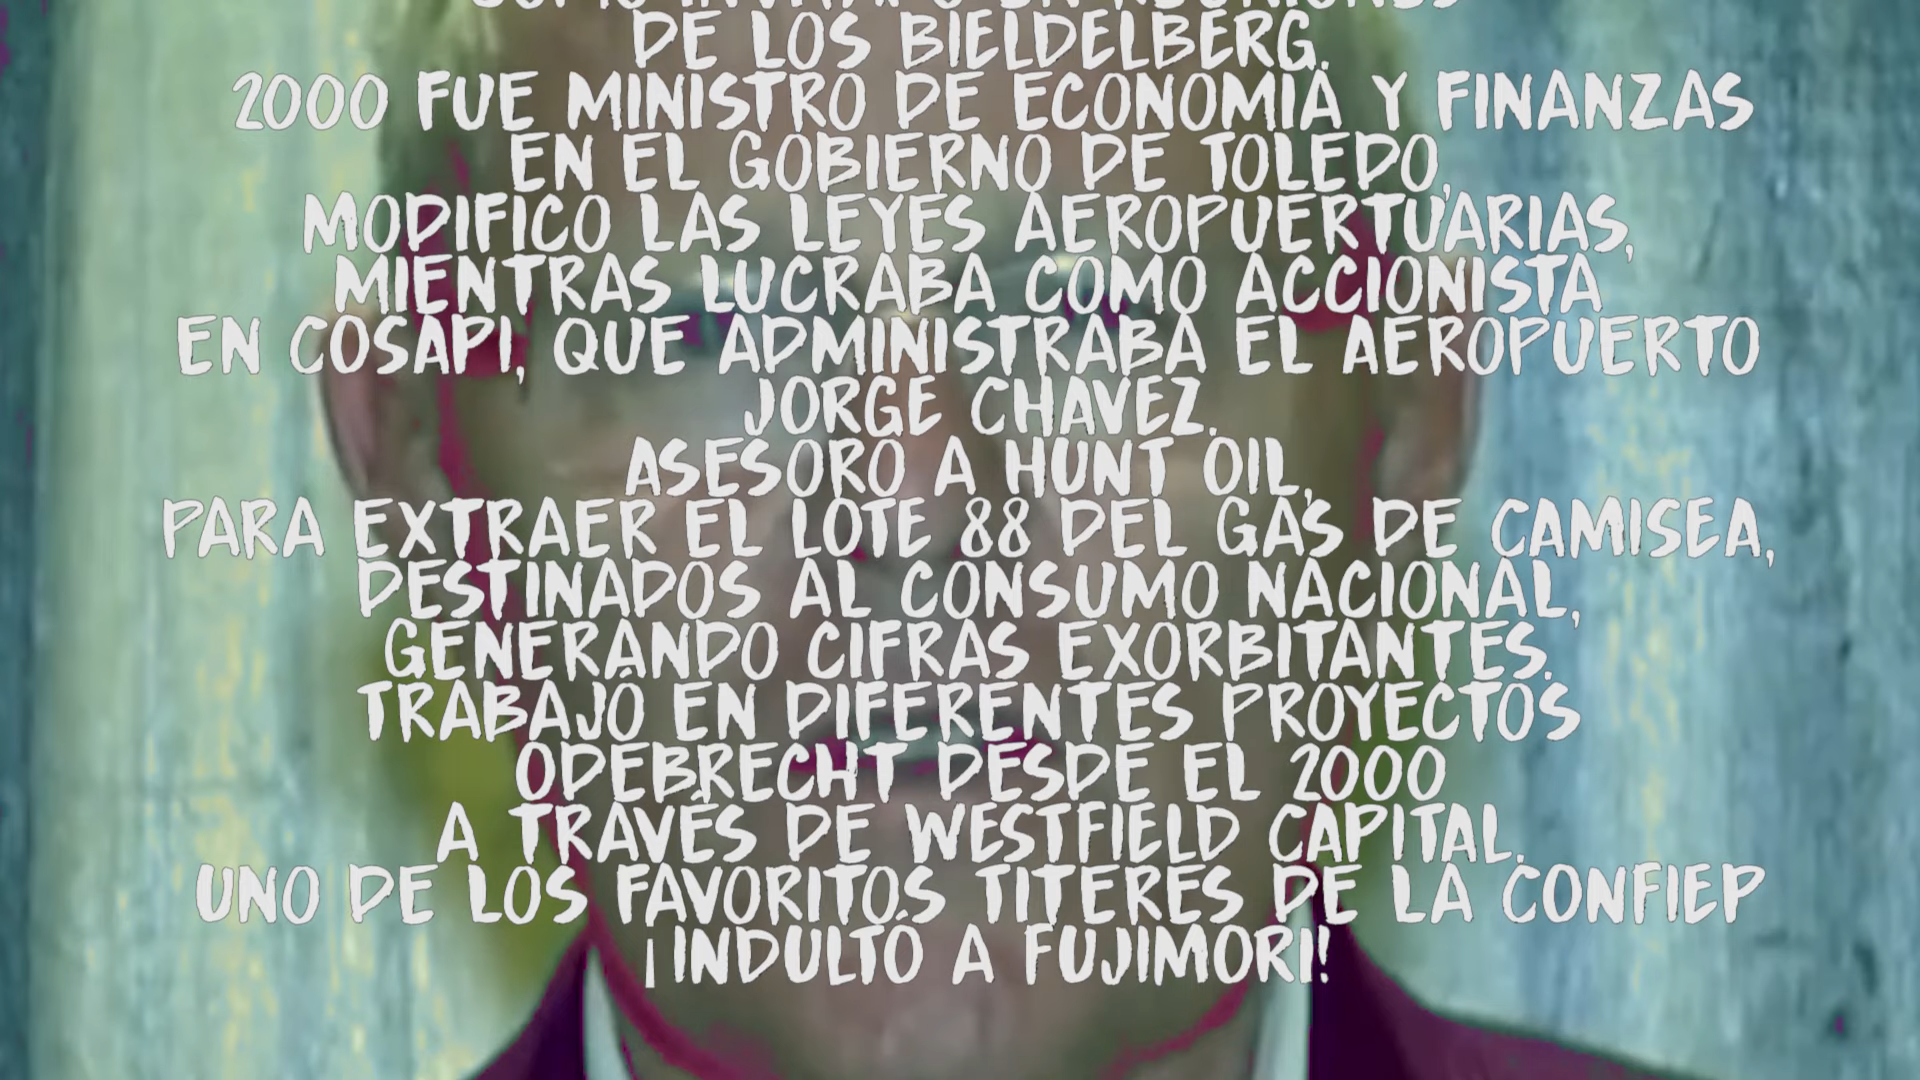 DE LOS BIELDELBERG.
2000 FUE MINISTRO DE ECONOMIA Y FINANZAS
EN EL GOBIERNO DE TOLEDO,
MODIFICO LAS LEYES AEROPUERTUARIAS,
MIENTRAS LUCRABA COMO ACCIONISTA
EN COSAPI, QUE ADMINISTRABA EL AEROPUERTO
JORGE CHAVEZ.
ASESORO A HUNT OIL,
PARA EXTRAER EL LOTE 88 DEL GAS DE CAMISEA,
DESTINADOS AL CONSUMO NACIONAL,
GENERANDO CIFRAS EXORBITANTES.
TRABAJÓ EN DIFERENTES PROYECTOS
ODEBRECHT DESDE EL 2000
A TRAVÉS DE WESTFIELD CAPITAL.
UNO DE LOS FAVORITOS TITERES DE LA CONFIEP
¡INDULTÓ A FUJIMORI!